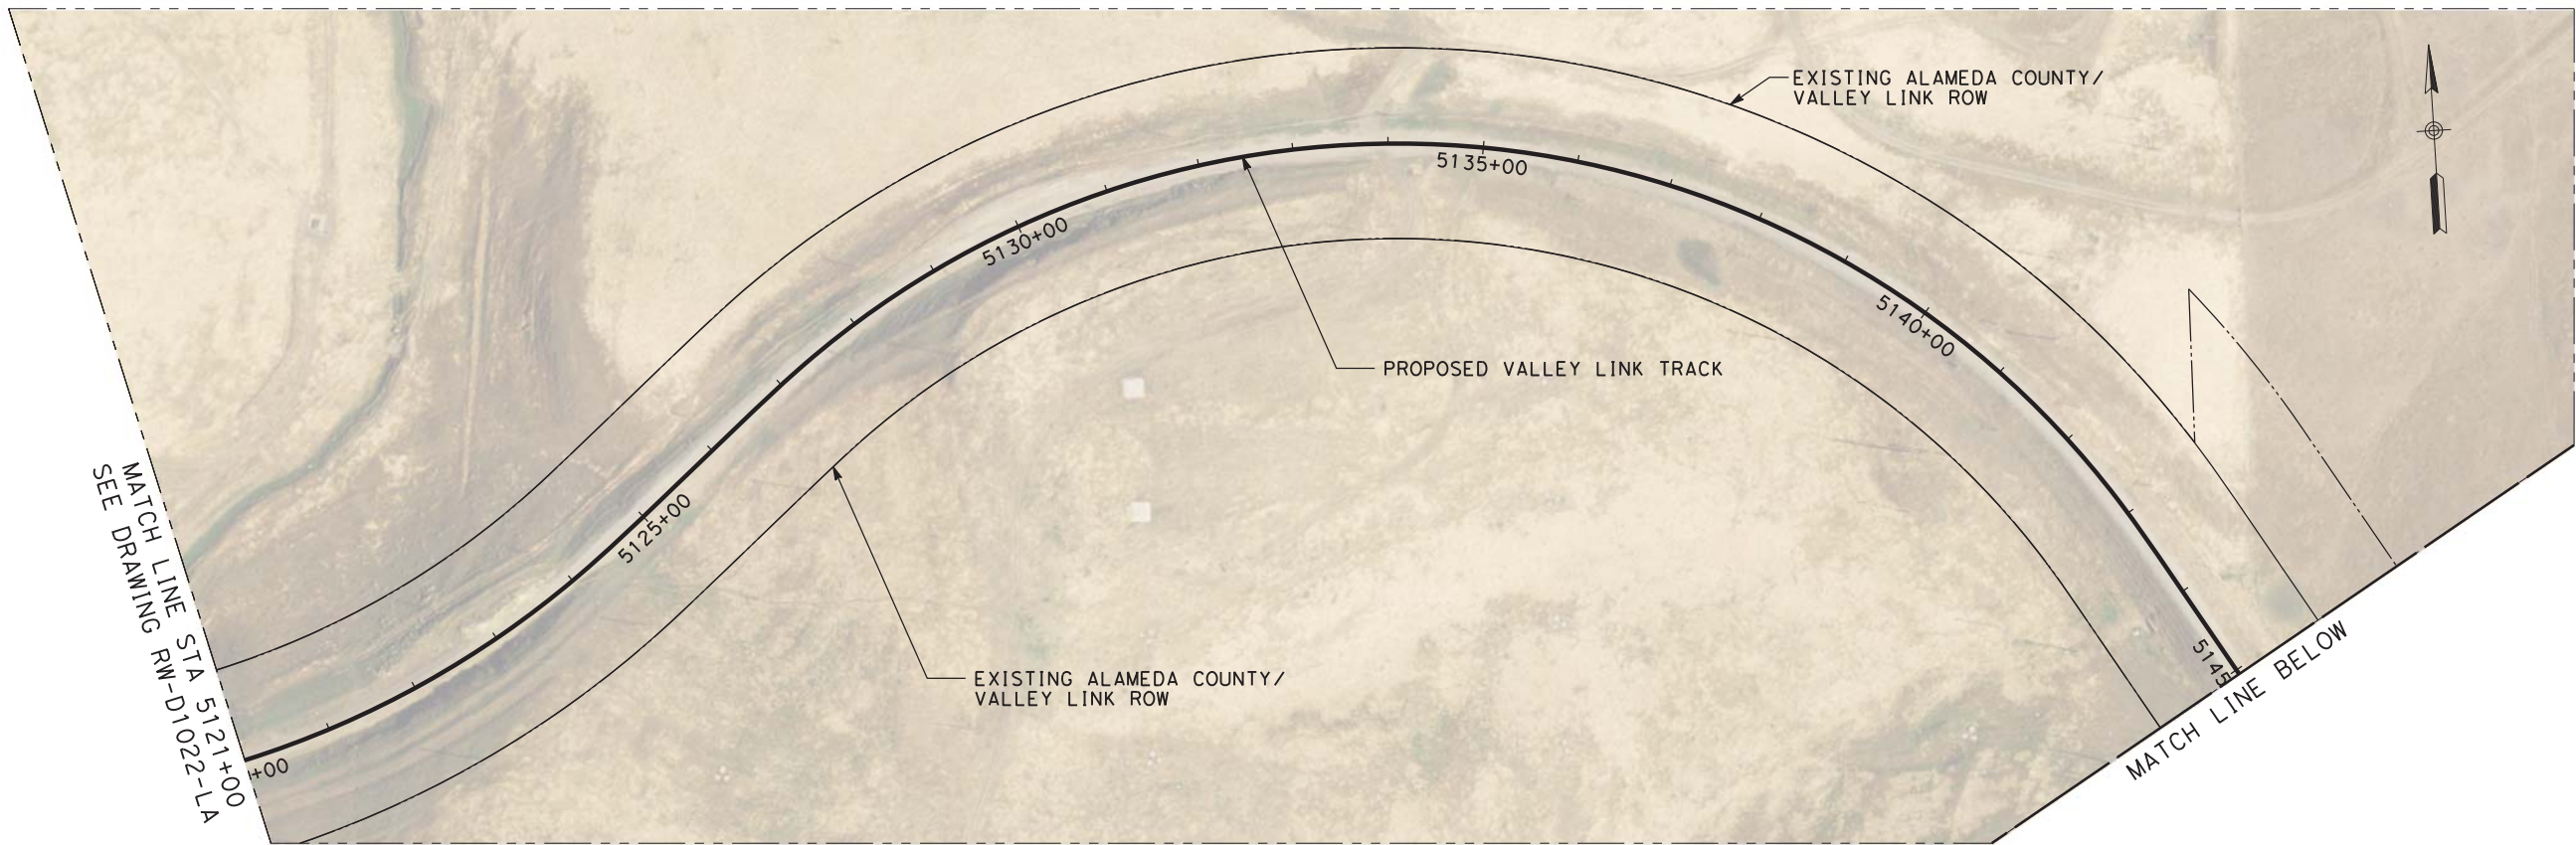 EXISTING ALAMEDA COUNTY/
VALLEY LINK ROW
5135+00
5130+00
5140+00
PROPOSED VALLEY LINK TRACK
5125+00
MATCH LINE STA 5121+00
SEE DRAWING RW-D1022-LA
+00
EXISTING ALAMEDA COUNTY/
VALLEY LINK ROW
5145
MATCH LINE BELOW